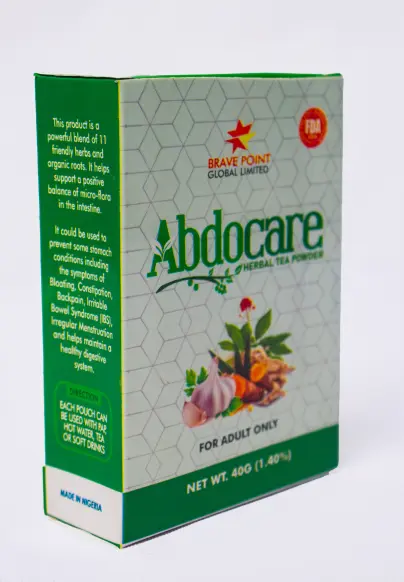 This product is a
powerful blend of 11
friendly herbs and
organic roots. It helps
support a positive
balance of micro-flora
in the intestine.
It could be used to
prevent some stomach
conditions including
the symptoms of
Bloating, Constipation,
Backpain, Irritable
Bowel Syndrome (IBS),
Irregular Menstruation
and helps maintain a
healthy digestive
system.
DIRECTION
EACH POUCH CAN
BE USED WITH PAP,
HOT WATER, TEA
OR SOFT DRINKS
MADE IN NIGERIA
BRAVE POINT
GLOBAL LIMITED
FDA
Abdocare
HERBAL TEA POWDER
FOR ADULT ONLY
NET WT. 40G (1.40%)